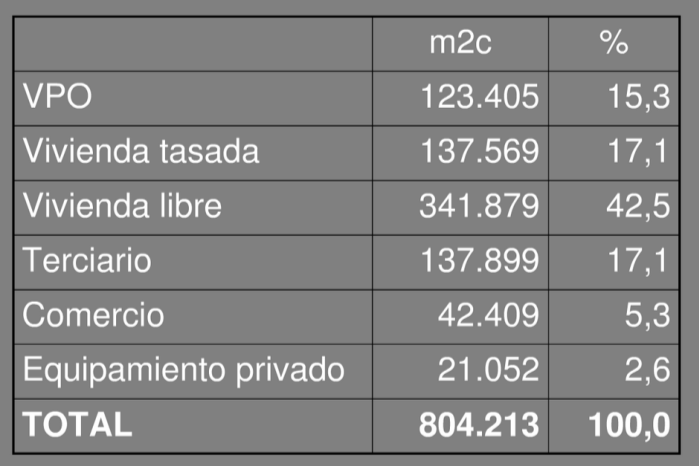 m2c %
VPO 123.405 15,3
Vivienda tasada 137.569 17,1
Vivienda libre 341.879 42,5
Terciario 137.899 17,1
Comercio 42.409 5,3
Equipamiento privado 21.052 2,6
TOTAL 804.213 100,0